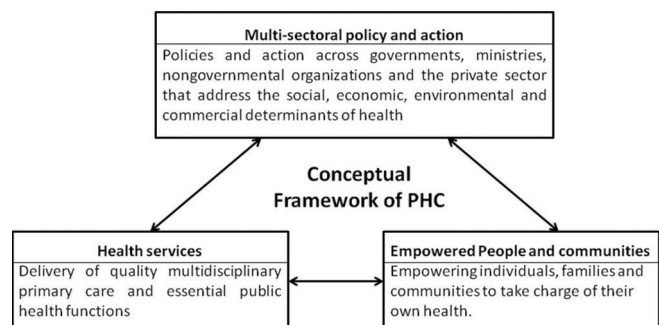 Multi-sectoral policy and action
Policies and action across governments, ministries,
nongovernmental organizations and the private sector
that address the social, economic, environmental and
commercial determinants of health
Conceptual
Framework of PHC
Health services
Delivery of quality multidisciplinary
primary care and essential public
health functions
Empowered People and communities
Empowering individuals, families and
communities to take charge of their
own health.